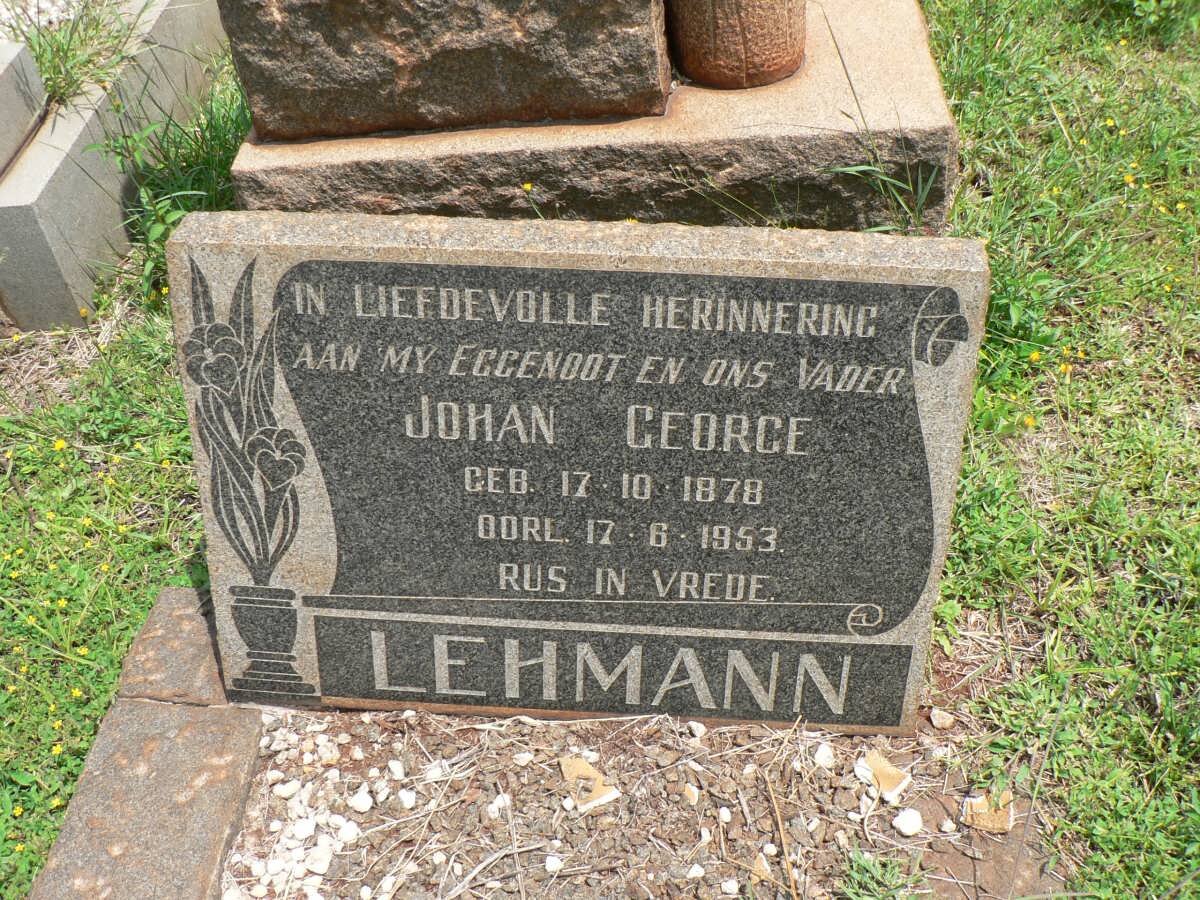 IN LIEFDEVOLLE HERINNERING
AAN MY EGGENOOT EN ONS VADER
JOHAN GEORGE
GEB. 17·10·1878
OORL. 17·6·1953.
RUS IN VREDE.
LEHMANN